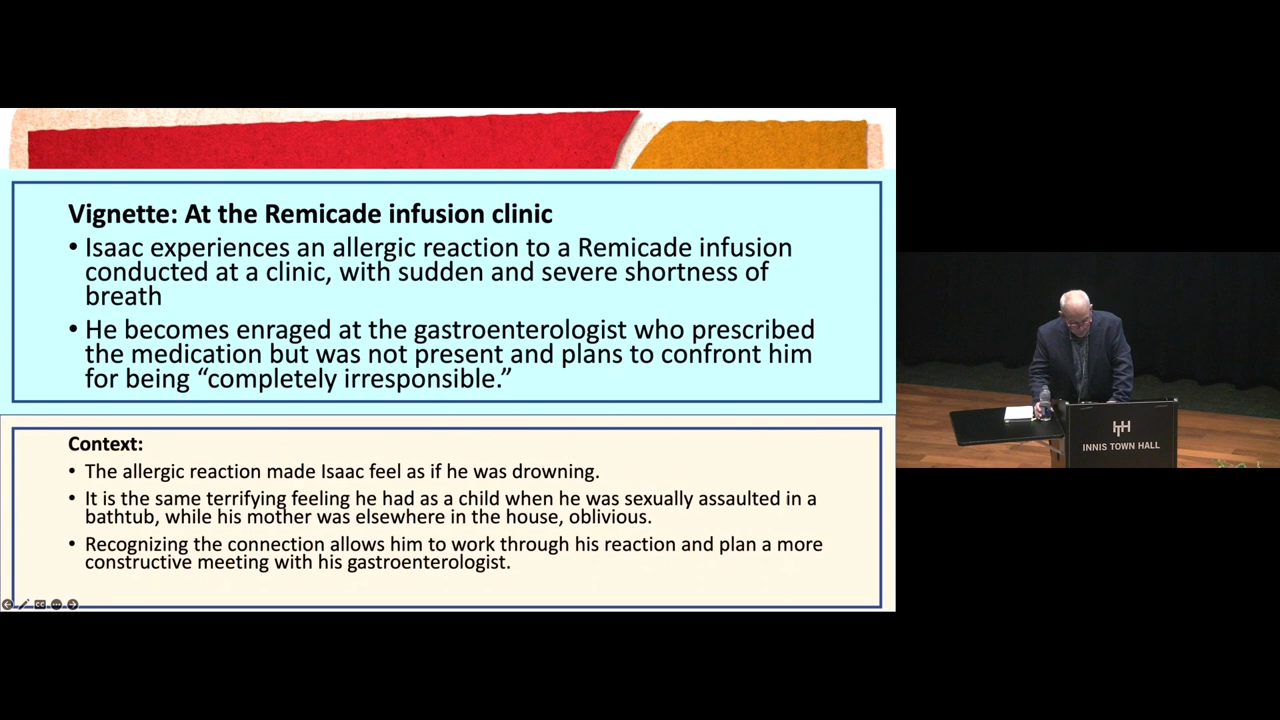 Vignette: At the Remicade infusion clinic
• Isaac experiences an allergic reaction to a Remicade infusion
conducted at a clinic, with sudden and severe shortness of
breath
• He becomes enraged at the gastroenterologist who prescribed
the medication but was not present and plans to confront him
for being “completely irresponsible.”
Context:
• The allergic reaction made Isaac feel as if he was drowning.
• It is the same terrifying feeling he had as a child when he was sexually assaulted in a
bathtub, while his mother was elsewhere in the house, oblivious.
• Recognizing the connection allows him to work through his reaction and plan a more
constructive meeting with his gastroenterologist.
INNIS TOWN HALL